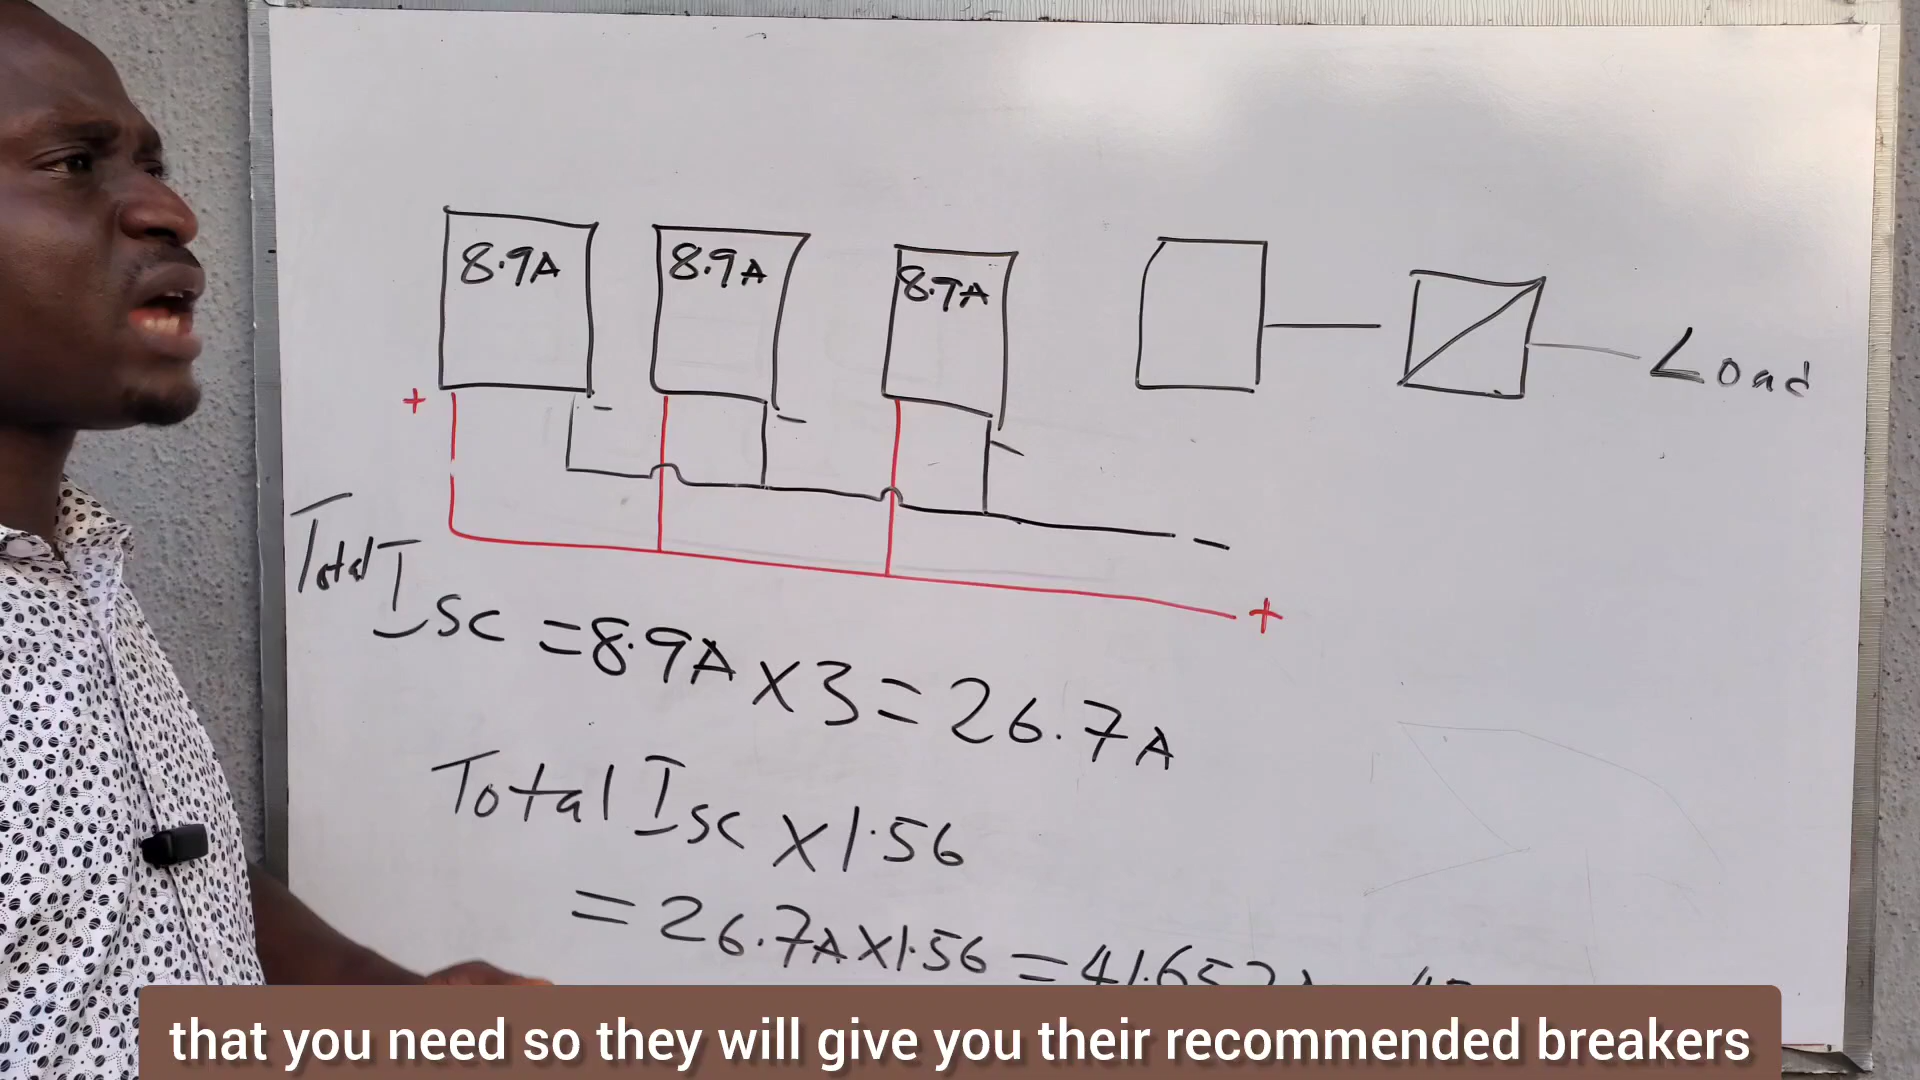 8.9A 8.9A 8.9A
+ - - -
Load
-
+
Total Isc = 8.9A X 3 = 26.7A
Total Isc X 1.56
= 26.7A X 1.56 = 41.652A
that you need so they will give you their recommended breakers